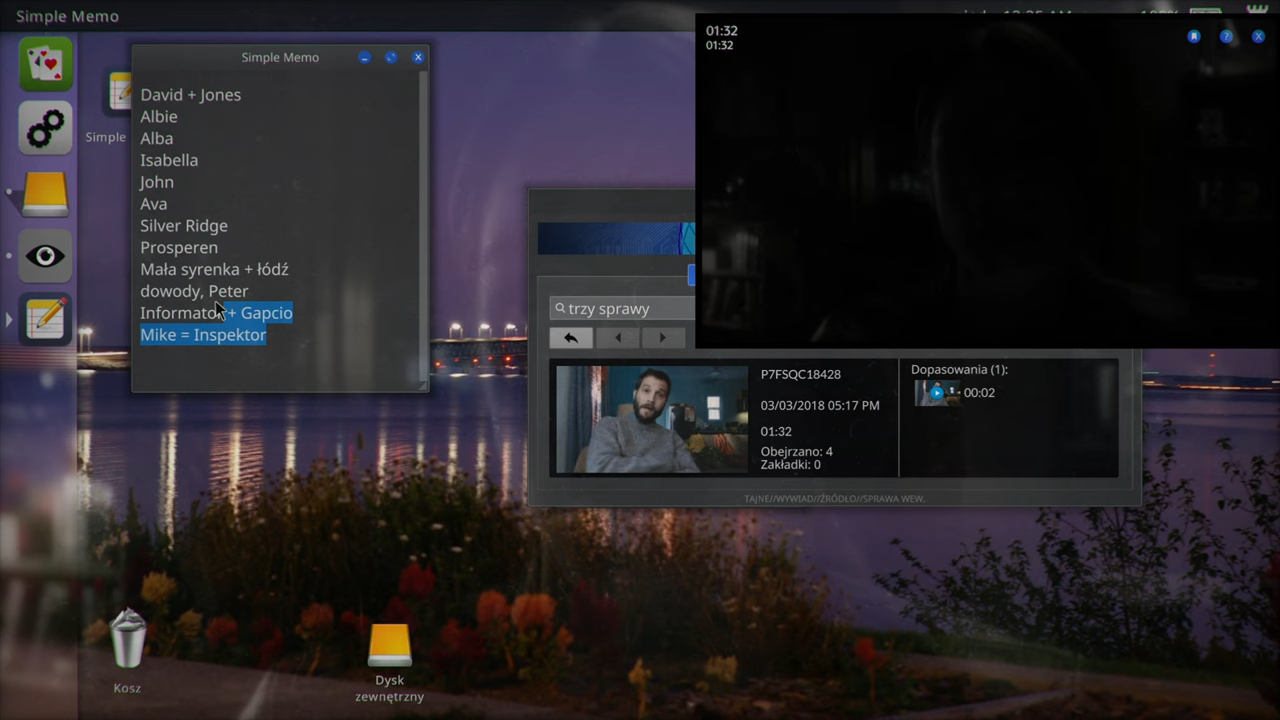 Simple Memo
Simple Memo
David + Jones
Albie
Alba
Isabella
John
Ava
Silver Ridge
Prosperen
Mała syrenka + łódź
dowody, Peter
Informator + Gapcio
Mike = Inspektor
Simple
01:32
01:32
trzy sprawy
P7FSQC18428
03/03/2018 05:17 PM
01:32
Obejrzano: 4
Zakładki: 0
Dopasowania (1):
00:02
TAJNE//WYWIAD//ŹRÓDŁO//SPRAWA WEW.
Kosz
Dysk
zewnętrzny